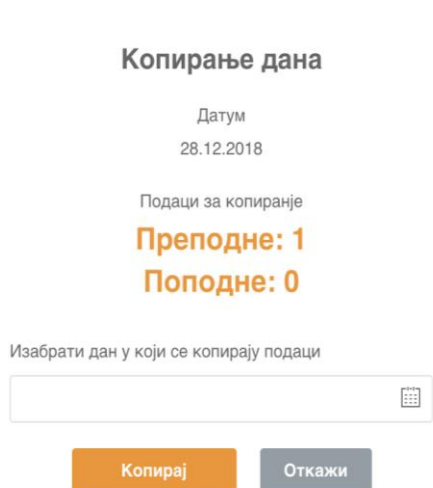 Копирање дана
Датум
28.12.2018
Подаци за копиранје
Преподне: 1
Поподне: 0
Изабрати дан у који се копирају подаци
Копирај
Откажи